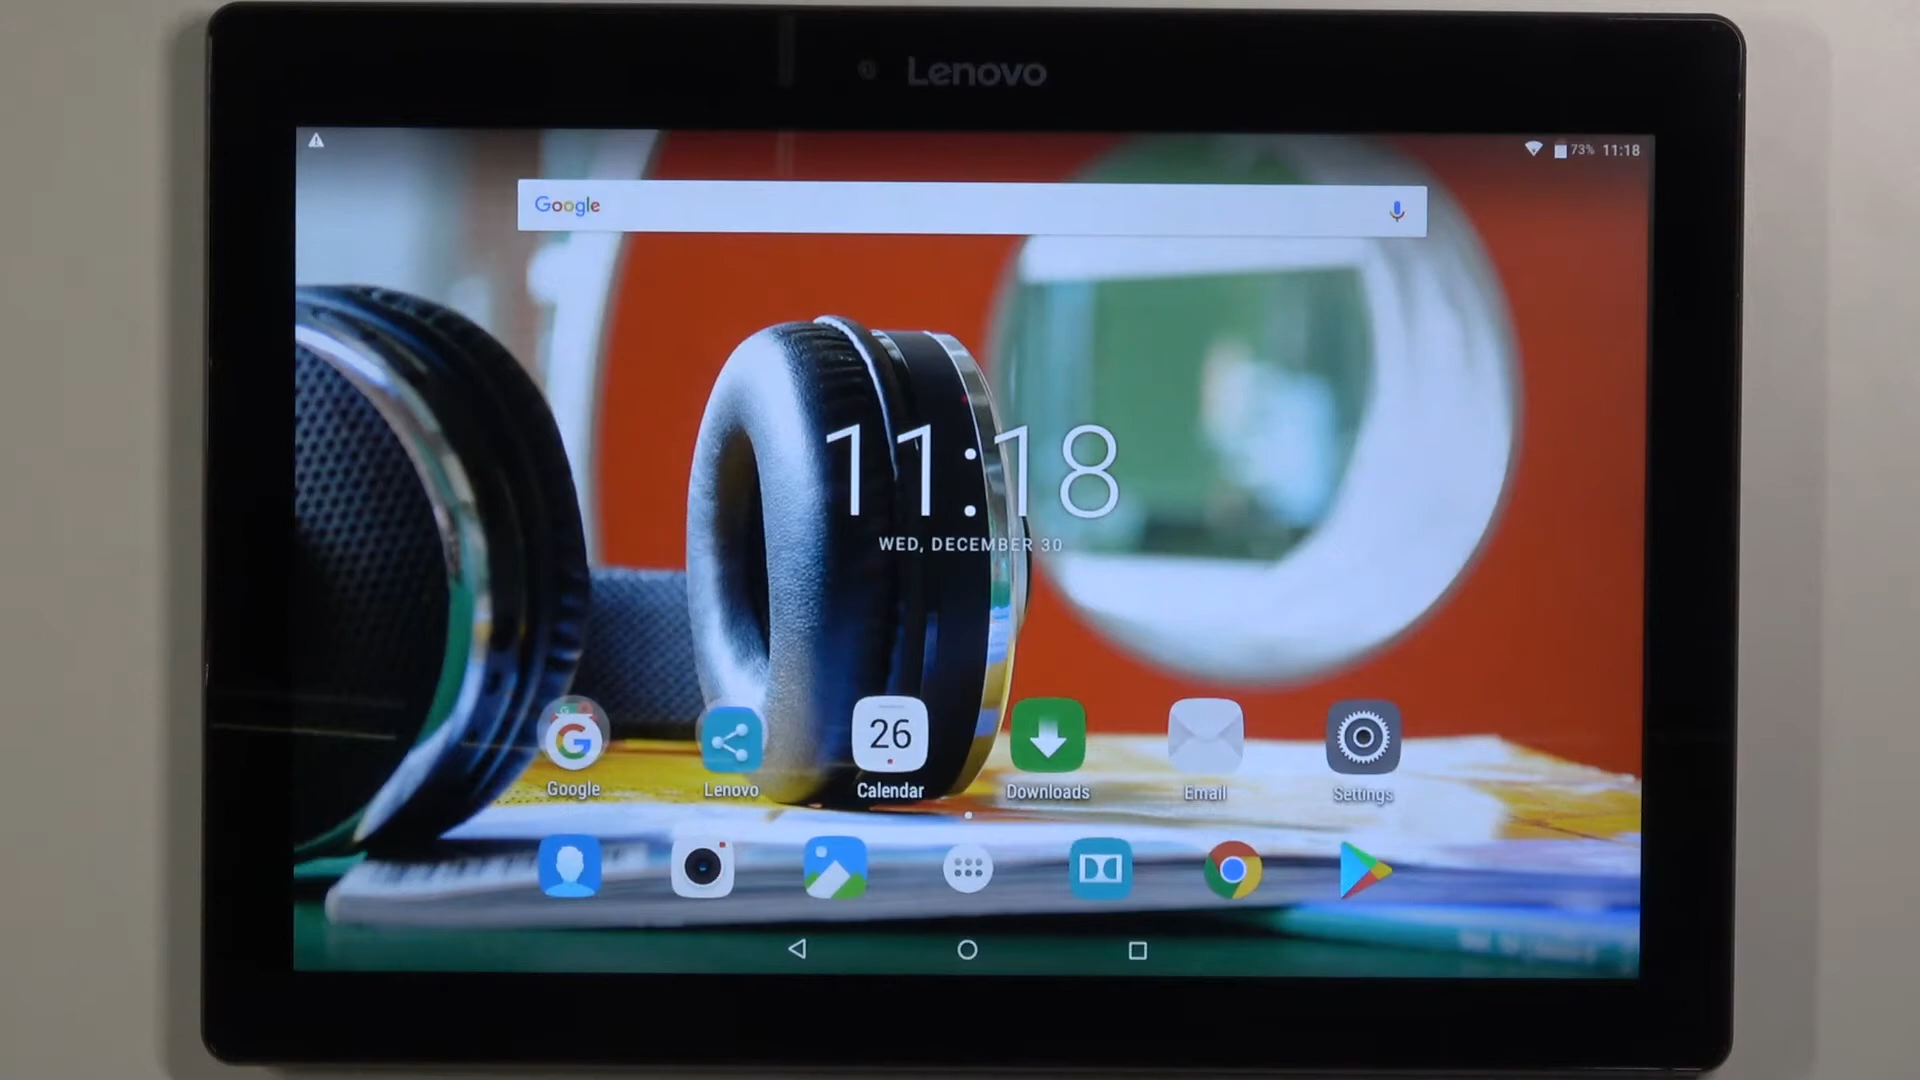 Lenovo
73% 11:18
Google
11:18
WED, DECEMBER 30
26
Google Lenovo Calendar Downloads Email Settings